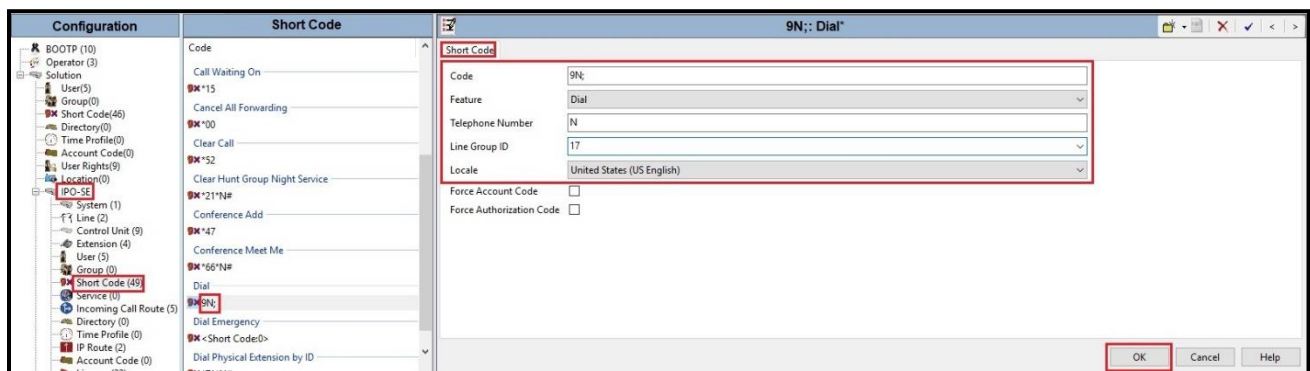 Configuration
BOOTP (10)
Operator (3)
Solution
User(5)
Group(0)
Short Code(46)
Directory(0)
Time Profile(0)
Account Code(0)
User Rights(9)
Location(0)
IPO-SE
System (1)
Line (2)
Control Unit (9)
Extension (4)
User (5)
Group (0)
Short Code (49)
Service (0)
Incoming Call Route (5)
Directory (0)
Time Profile (0)
IP Route (2)
Account Code (0)
Short Code
Code
Call Waiting On
*15
Cancel All Forwarding
*00
Clear Call
*52
Clear Hunt Group Night Service
*21*N#
Conference Add
*47
Conference Meet Me
*66*N#
Dial
9N;
Dial Emergency
<Short Code:0>
Dial Physical Extension by ID
9N;: Dial*
Short Code
Code 9N;
Feature Dial
Telephone Number N
Line Group ID 17
Locale United States (US English)
Force Account Code
Force Authorization Code
OK Cancel Help